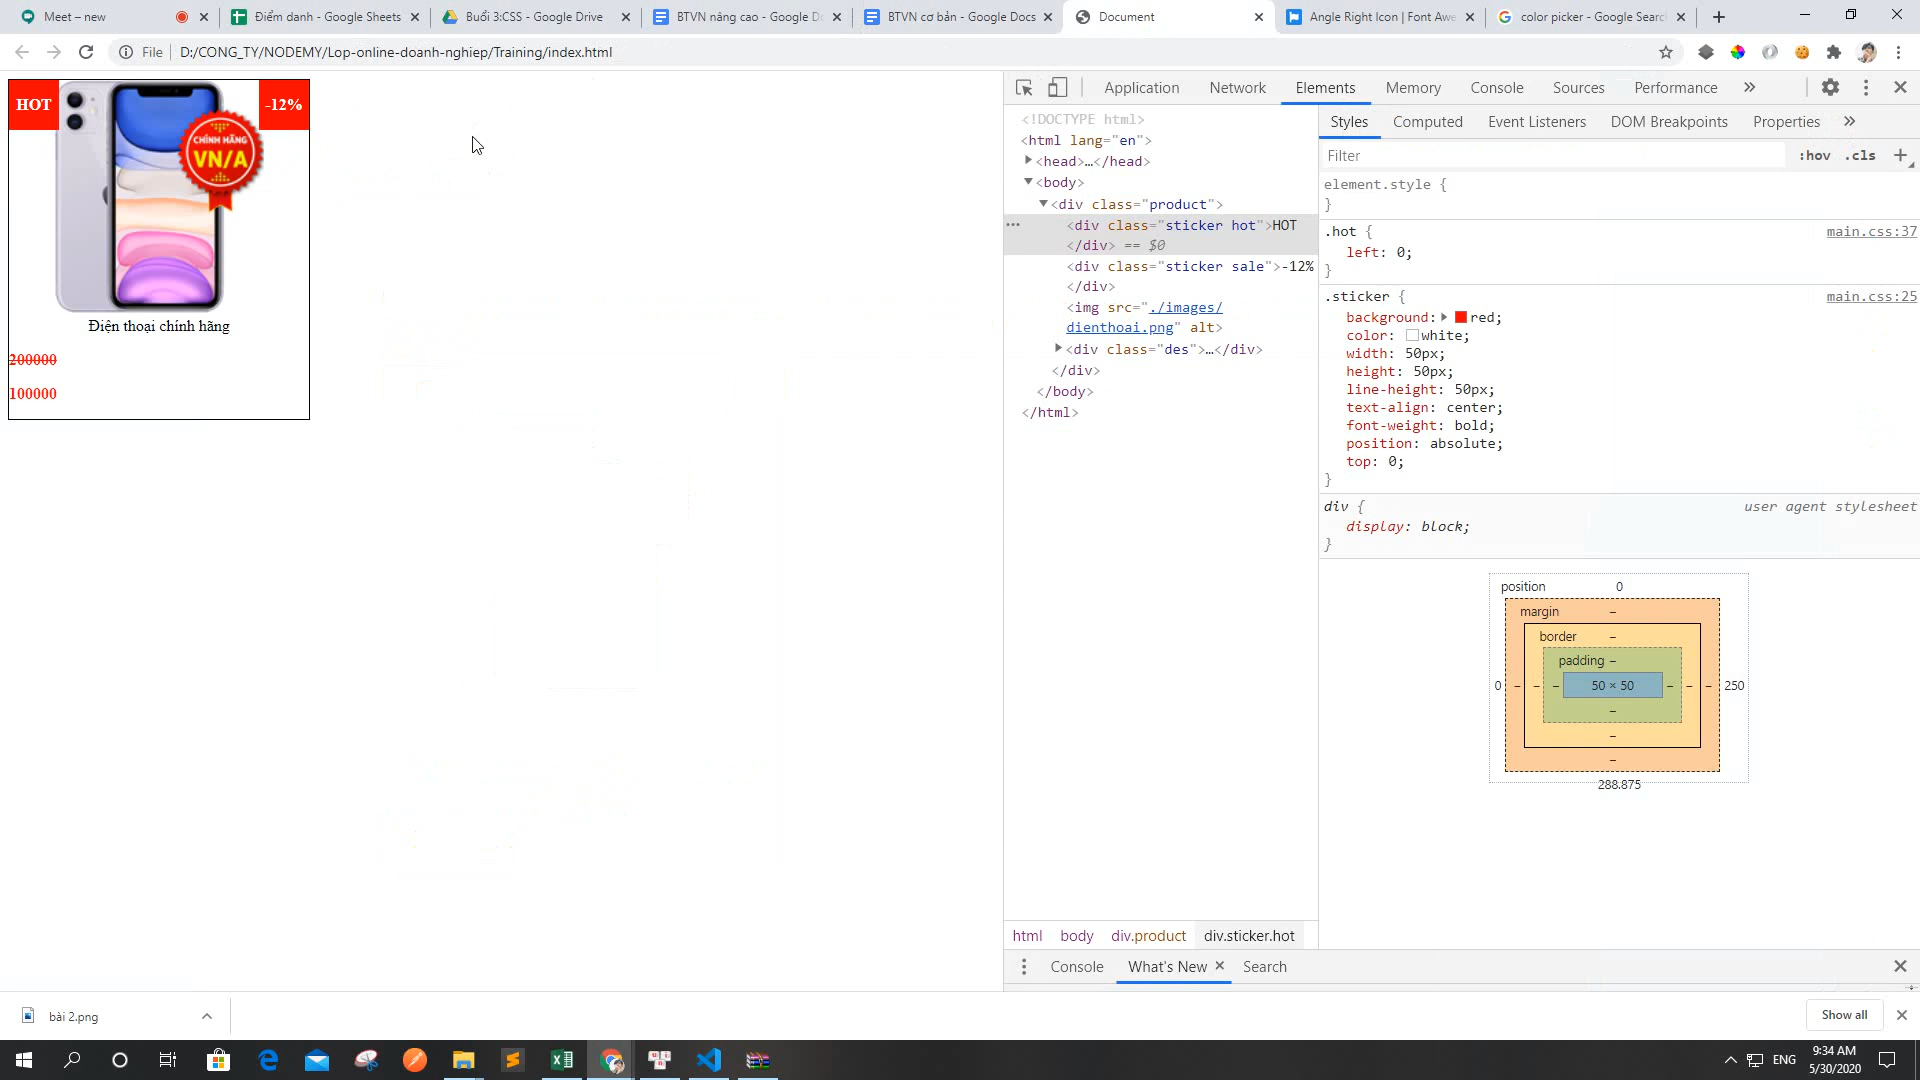 Meet – new
Điểm danh - Google Sheets
Buổi 3:CSS - Google Drive
BTVN nâng cao - Google Do
BTVN cơ bản - Google Docs
Document
Angle Right Icon | Font Awe
color picker - Google Search
File
D:/CONG_TY/NODEMY/Lop-online-doanh-nghiep/Training/index.html
HOT
-12%
CHÍNH HÃNG
VN/A
Điện thoại chính hãng
200000
100000
Application Network Elements Memory Console Sources Performance
<!DOCTYPE html>
<html lang="en">
<head>…</head>
<body>
<div class="product">
<div class="sticker hot">HOT
</div> == $0
<div class="sticker sale">-12%
</div>
<img src="./images/
dienthoai.png" alt>
<div class="des">…</div>
</div>
</body>
</html>
html body div.product div.sticker.hot
Styles Computed Event Listeners DOM Breakpoints Properties
Filter :hov .cls
element.style {
}
.hot { main.css:37
left: 0;
}
.sticker { main.css:25
background: red;
color: white;
width: 50px;
height: 50px;
line-height: 50px;
text-align: center;
font-weight: bold;
position: absolute;
top: 0;
}
div { user agent stylesheet
display: block;
}
position 0
margin –
border –
padding –
0 – – – 50 × 50 – – – 250
–
–
–
288.875
Console What's New Search
bài 2.png
Show all
ENG
9:34 AM
5/30/2020